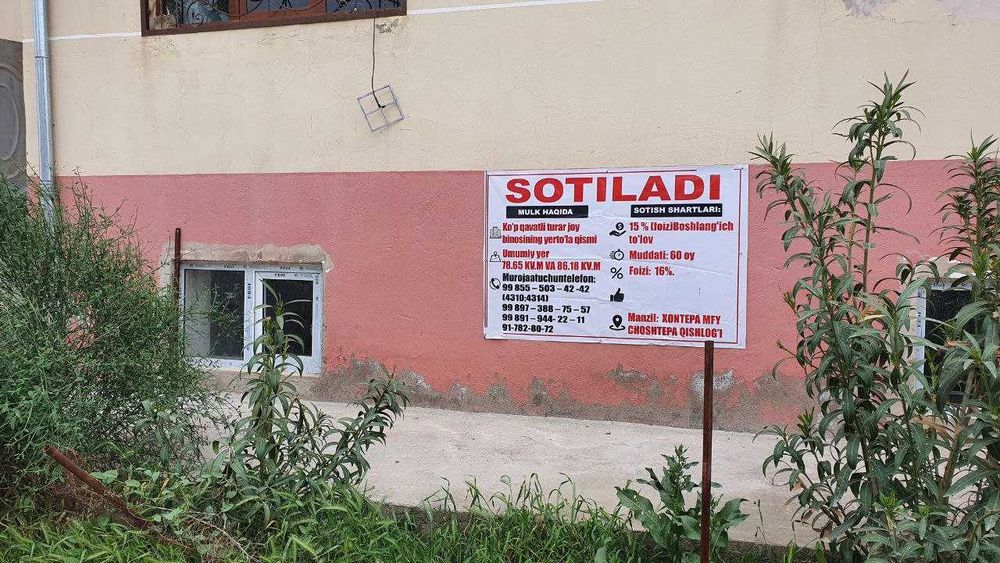 SOTILADI
MULK HAQIDA
Ko'p qavatli turar joy
binosining yerto'la qismi
Umumiy yer
78.65 KV.M VA 86.18 KV.M
Murojaatuchuntelefon:
99 855 – 503 – 42 -42
(4310;4314)
99 897 – 388 – 75 – 57
99 891 – 944- 22 – 11
91-782-80-72
SOTISH SHARTLARI:
15 % (foiz)Boshlang'ich
to'lov
Muddati: 60 oy
Foizi: 16%.
Manzil: XONTEPA MFY
CHOSHTEPA QISHLOG'I